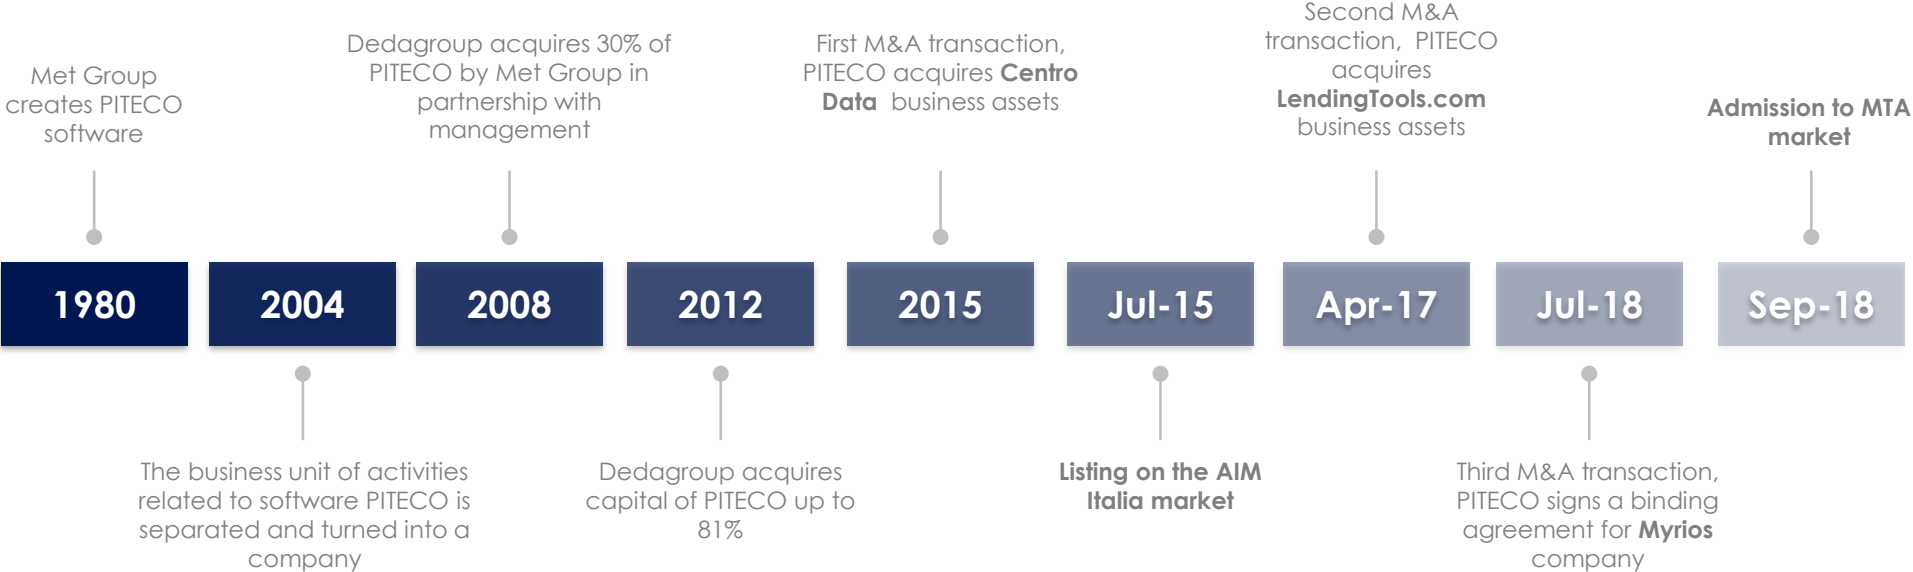 Met Group
creates PITECO
software
Dedagroup acquires 30% of
PITECO by Met Group in
partnership with
management
First M&A transaction,
PITECO acquires Centro
Data business assets
Second M&A
transaction, PITECO
acquires
LendingTools.com
business assets
Admission to MTA
market
1980
2004
2008
2012
2015
Jul-15
Apr-17
Jul-18
Sep-18
The business unit of activities
related to software PITECO is
separated and turned into a
company
Dedagroup acquires
capital of PITECO up to
81%
Listing on the AIM
Italia market
Third M&A transaction,
PITECO signs a binding
agreement for Myrios
company